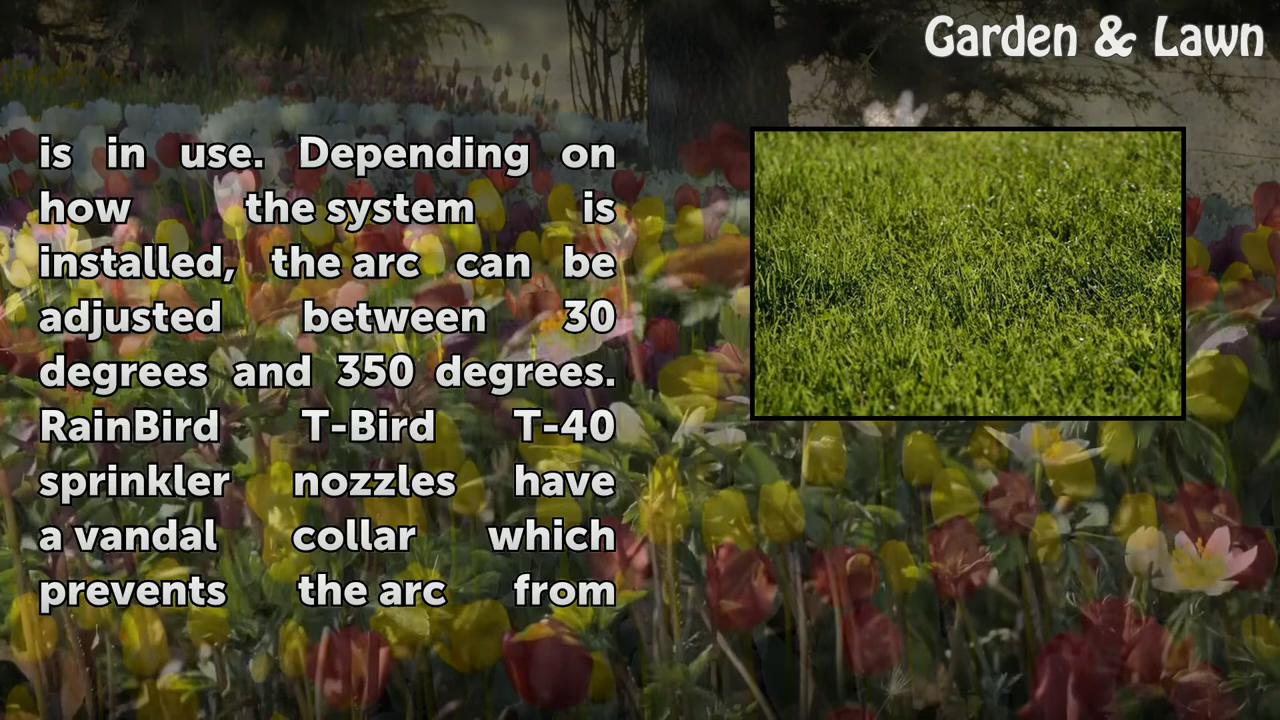 Garden & Lawn
is in use. Depending on
how the system is
installed, the arc can be
adjusted between 30
degrees and 350 degrees.
RainBird T-Bird T-40
sprinkler nozzles have
a vandal collar which
prevents the arc from